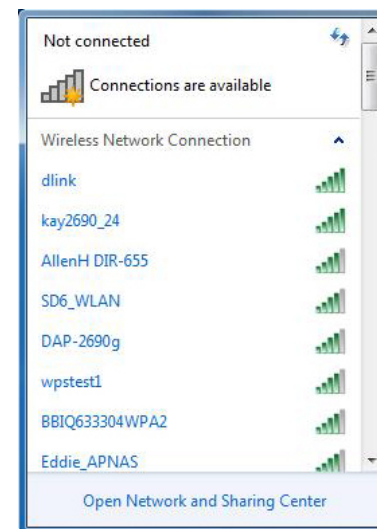 Not connected
Connections are available
Wireless Network Connection
dlink
kay2690_24
AllenH DIR-655
SD6_WLAN
DAP-2690g
wpstest1
BBIQ633304WPA2
Eddie_APNAS
Open Network and Sharing Center